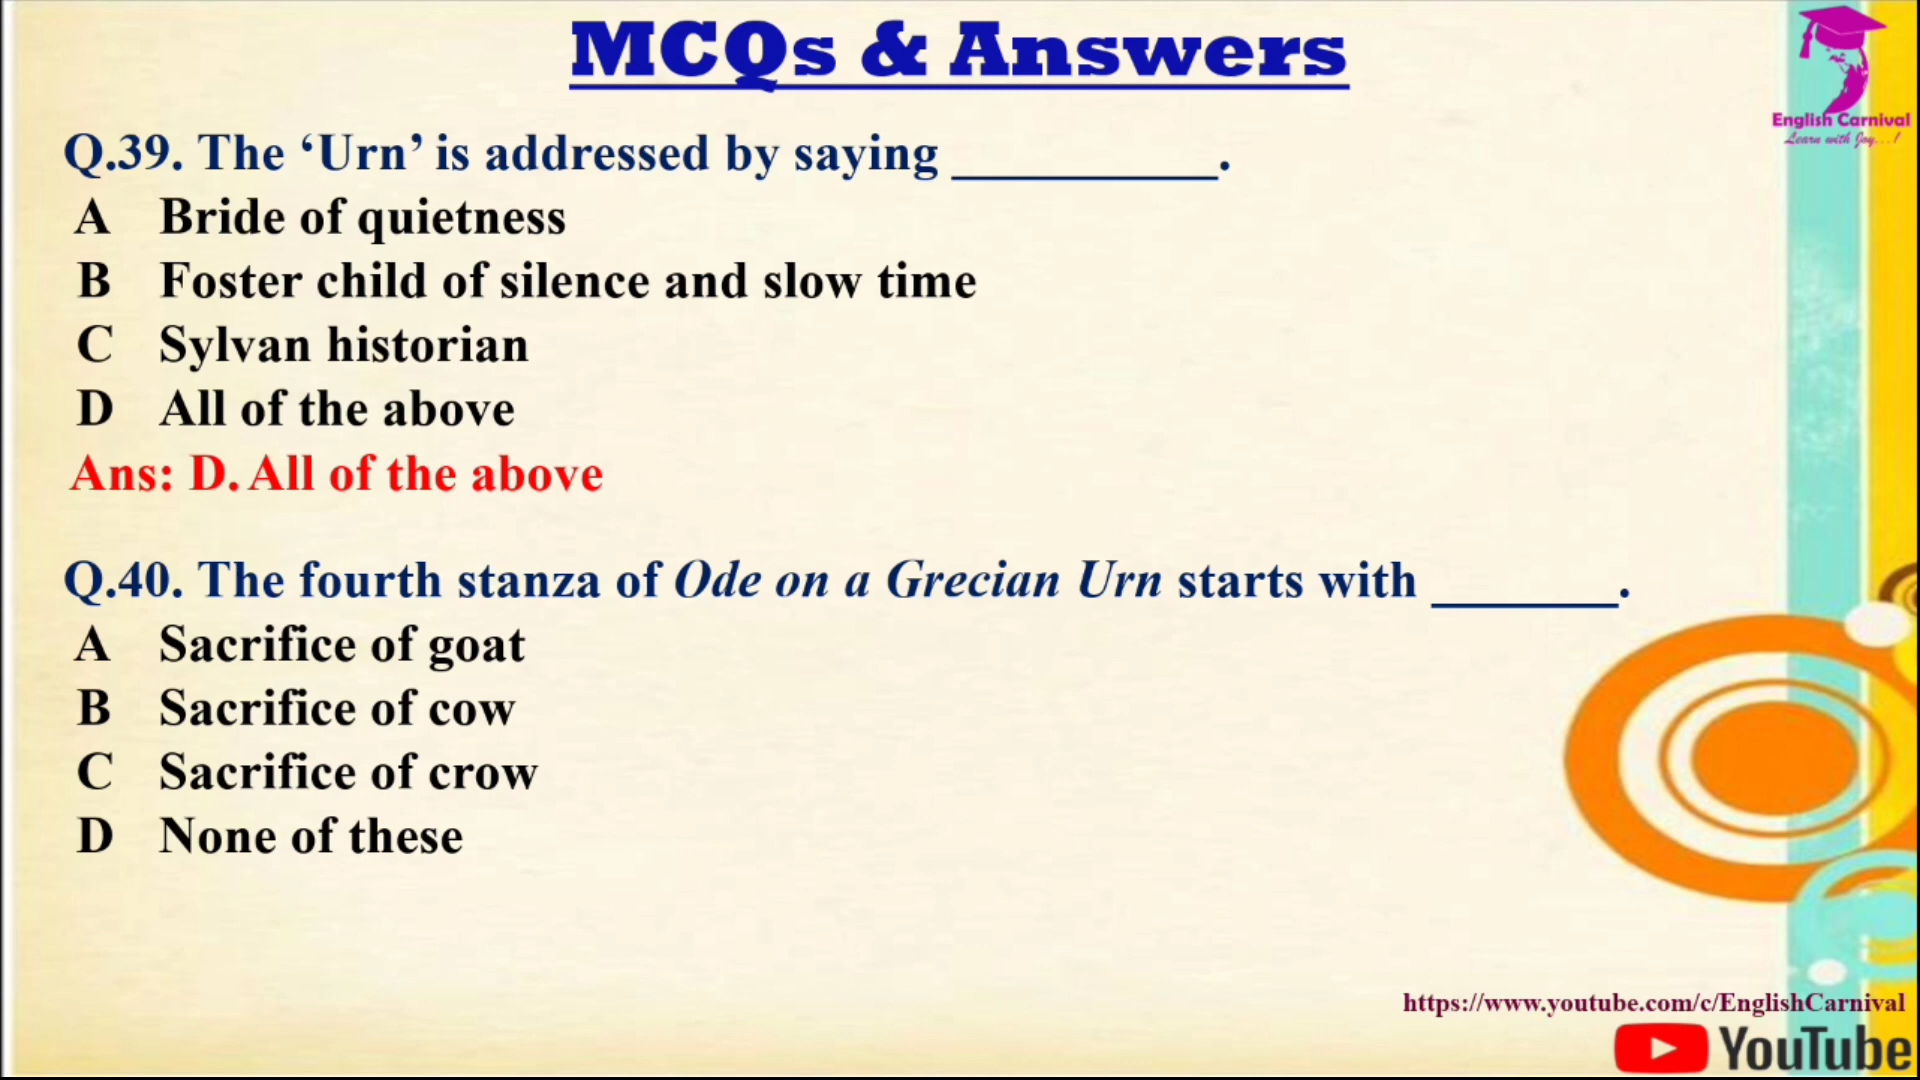 MCQs & Answers
English Carnival
Learn with Joy...!
Q.39. The ‘Urn’ is addressed by saying __________.
A Bride of quietness
B Foster child of silence and slow time
C Sylvan historian
D All of the above
Ans: D. All of the above
Q.40. The fourth stanza of Ode on a Grecian Urn starts with _______.
A Sacrifice of goat
B Sacrifice of cow
C Sacrifice of crow
D None of these
https://www.youtube.com/c/EnglishCarnival
YouTube